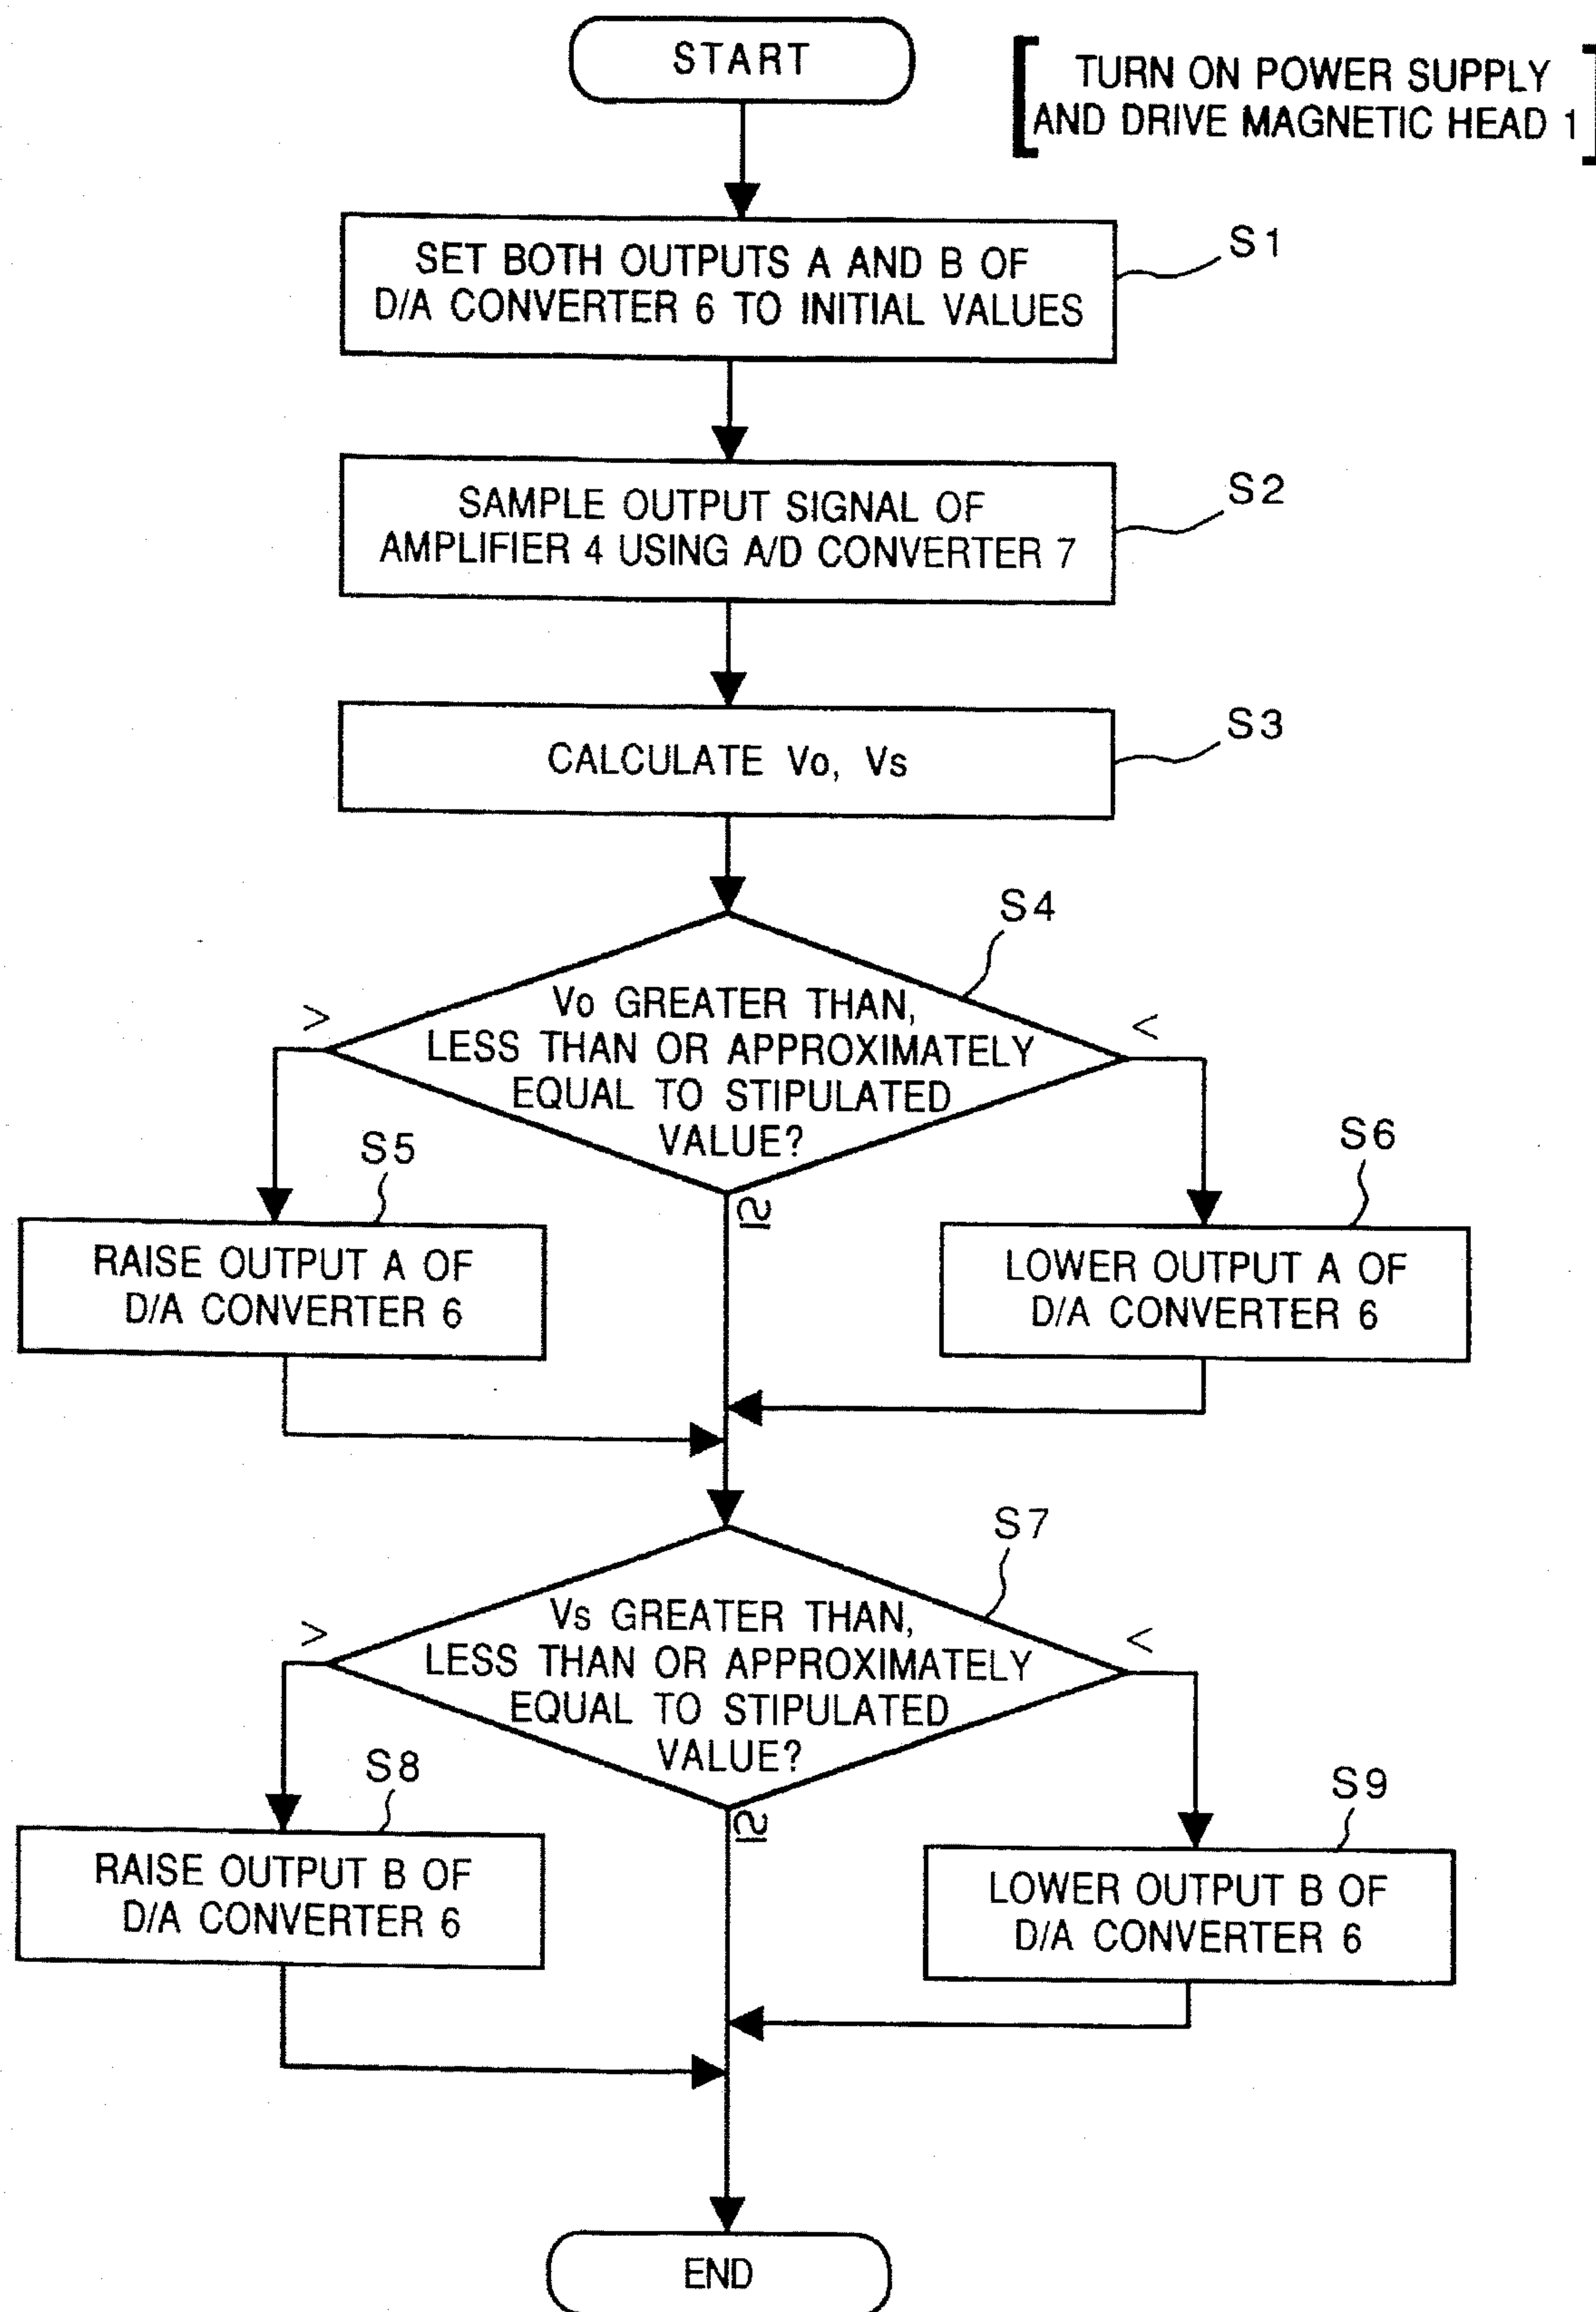 START
TURN ON POWER SUPPLY
AND DRIVE MAGNETIC HEAD 1
SET BOTH OUTPUTS A AND B OF
D/A CONVERTER 6 TO INITIAL VALUES
S1
SAMPLE OUTPUT SIGNAL OF
AMPLIFIER 4 USING A/D CONVERTER 7
S2
CALCULATE Vo, Vs
S3
S4
Vo GREATER THAN,
LESS THAN OR APPROXIMATELY
EQUAL TO STIPULATED
VALUE?
>
<
≅
S5
RAISE OUTPUT A OF
D/A CONVERTER 6
S6
LOWER OUTPUT A OF
D/A CONVERTER 6
S7
Vs GREATER THAN,
LESS THAN OR APPROXIMATELY
EQUAL TO STIPULATED
VALUE?
>
<
≅
S8
RAISE OUTPUT B OF
D/A CONVERTER 6
S9
LOWER OUTPUT B OF
D/A CONVERTER 6
END